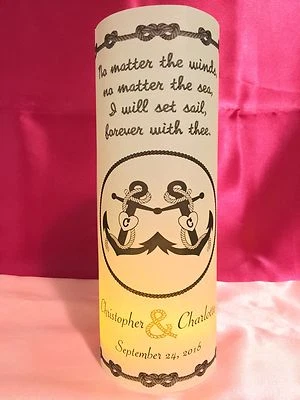 No matter the winds,
no matter the sea,
I will set sail,
forever with thee.
C C
Christopher & Charlotte
September 24, 2016